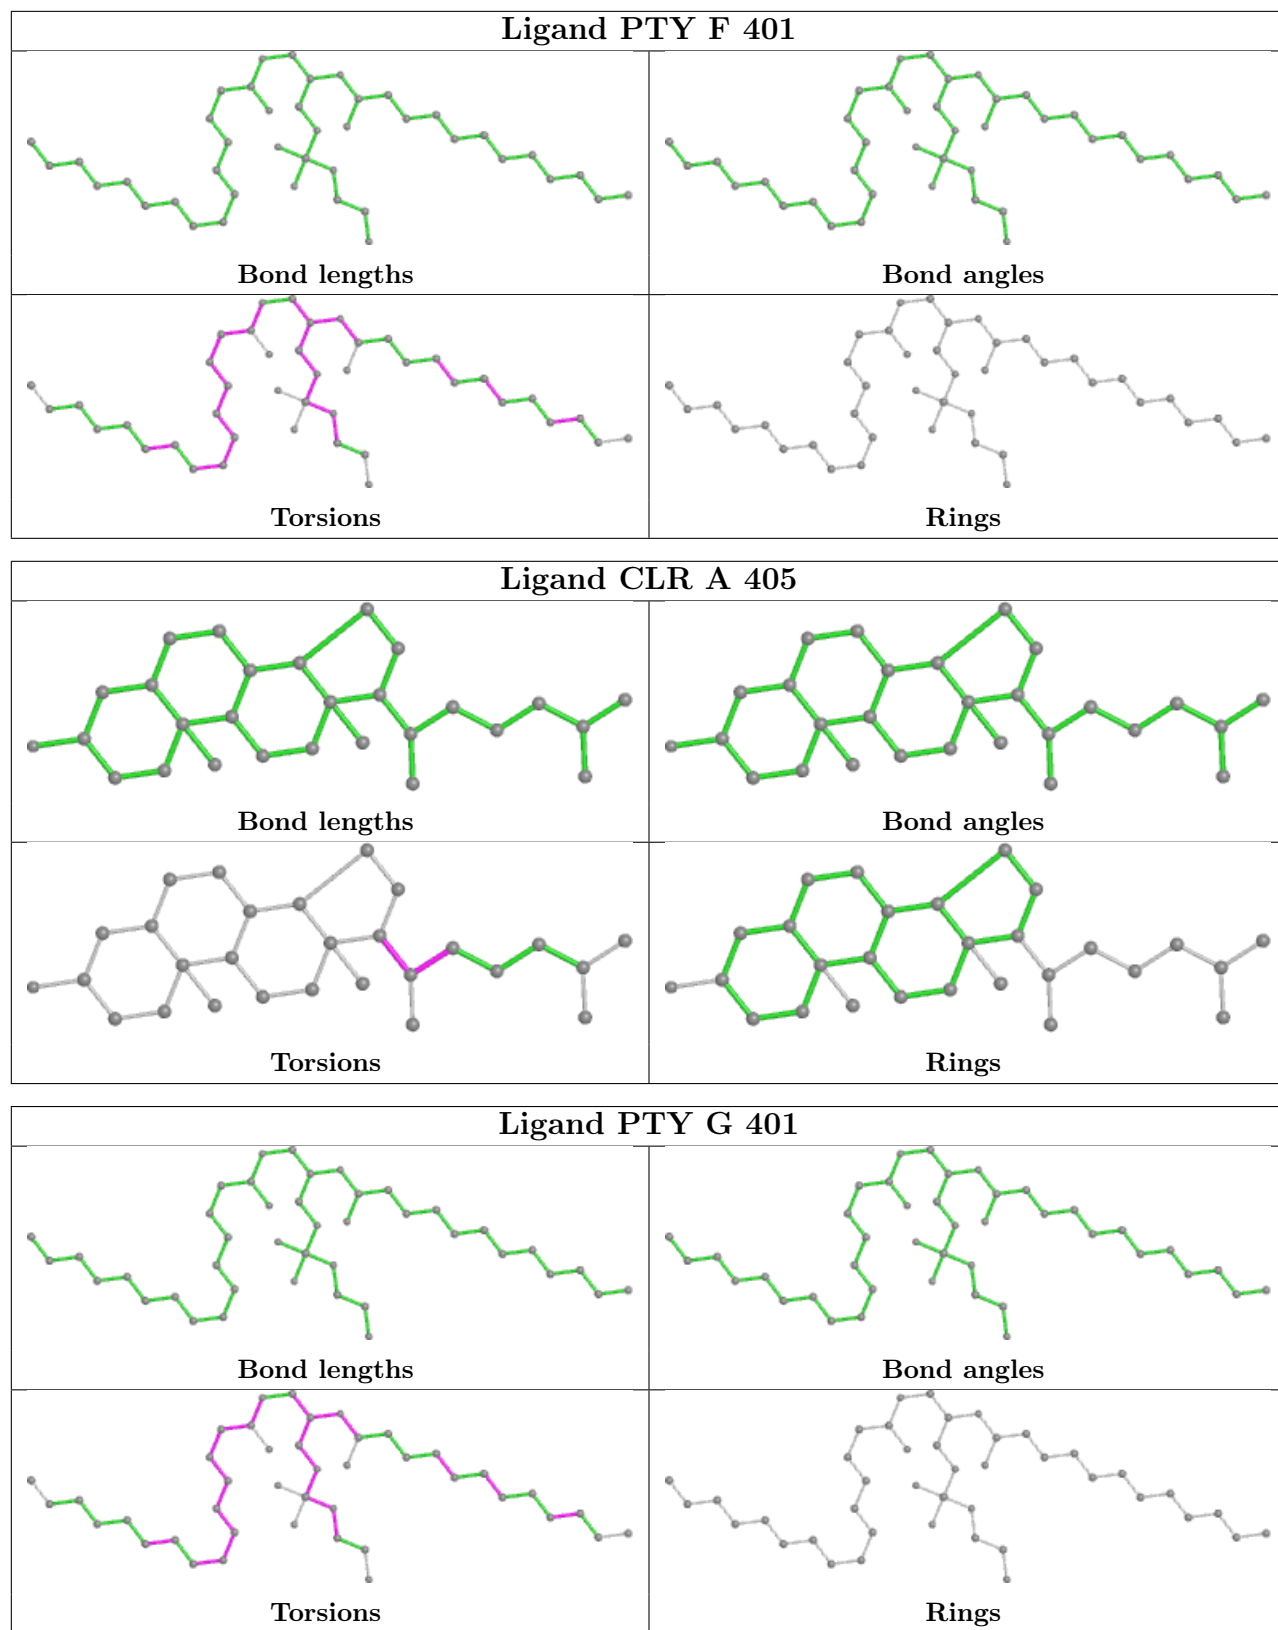 Ligand PTY F 401
Bond lengths
Bond angles
Torsions
Rings
Ligand CLR A 405
Bond lengths
Bond angles
Torsions
Rings
Ligand PTY G 401
Bond lengths
Bond angles
Torsions
Rings